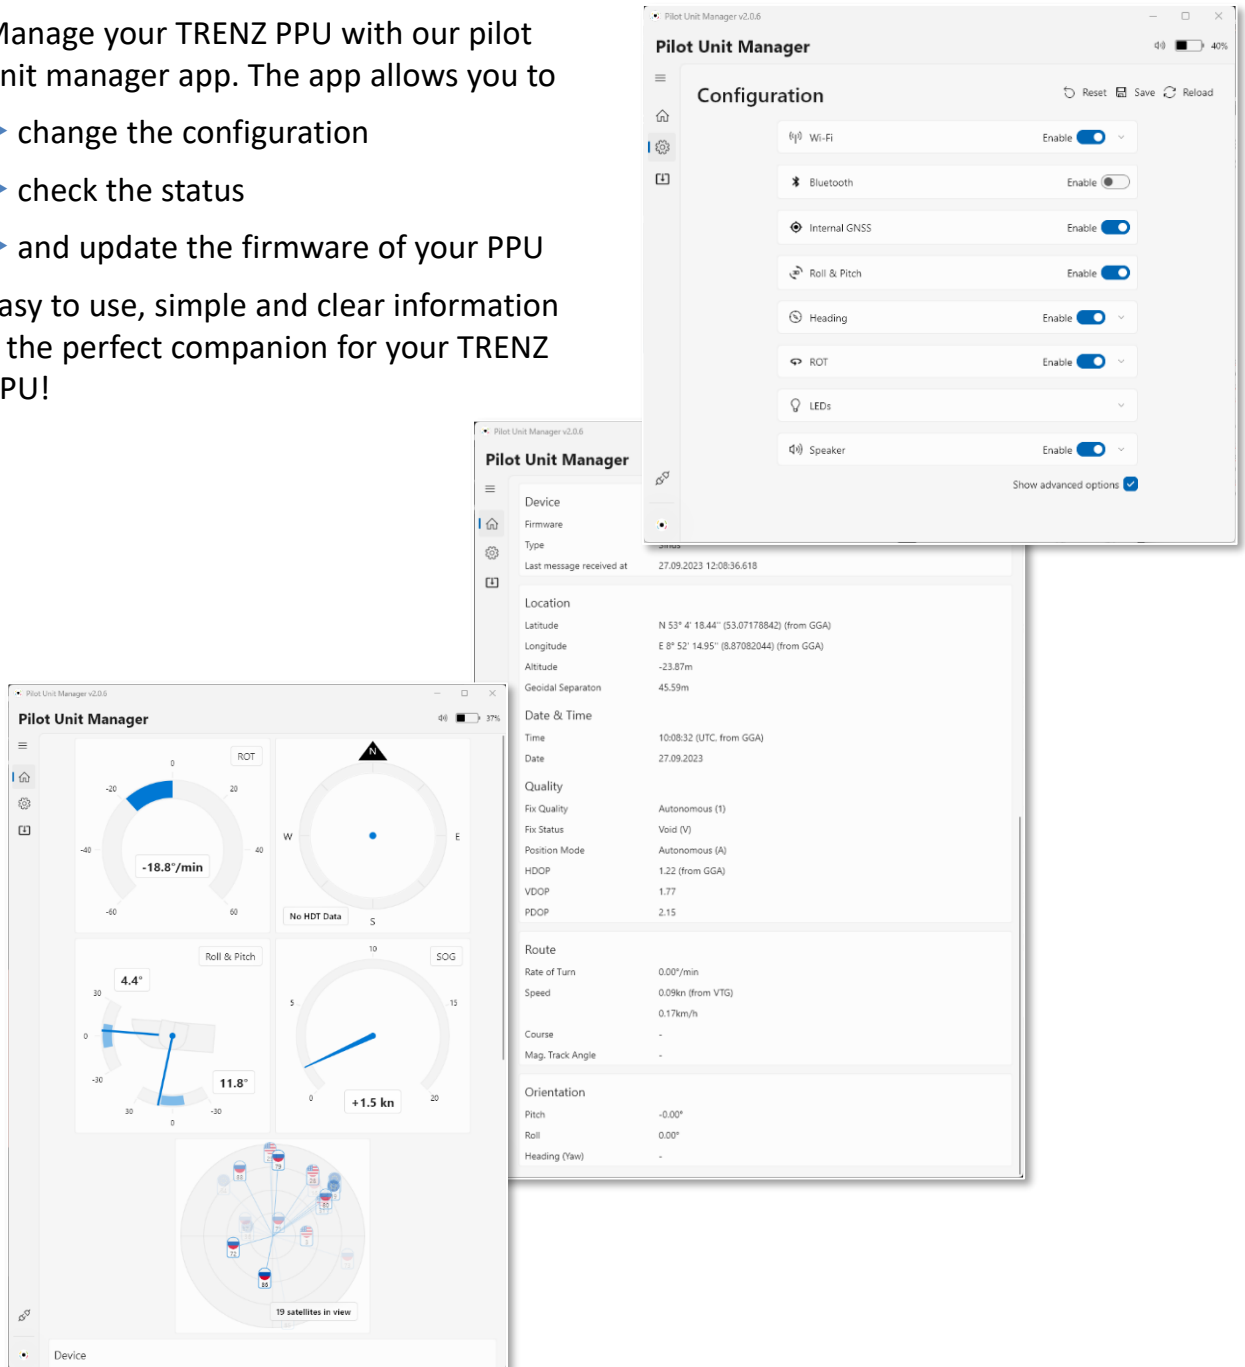 Manage your TRENZ PPU with our pilot
nit manager app. The app allows you to
change the configuration
check the status
and update the firmware of your PPU
asy to use, simple and clear information
the perfect companion for your TRENZ
PU!
Pilot Unit Manager v2.0.6
Pilot Unit Manager
40%
Configuration
Reset Save Reload
Wi-Fi Enable
Bluetooth Enable
Internal GNSS Enable
Roll & Pitch Enable
Heading Enable
ROT Enable
LEDs
Speaker Enable
Show advanced options
Pilot Unit Manager v2.0.6
Pilot Unit Manager
Device
Firmware
Type Sirius
Last message received at 27.09.2023 12:08:36.618
Location
Latitude N 53° 4' 18.44'' (53.07178842) (from GGA)
Longitude E 8° 52' 14.95'' (8.87082044) (from GGA)
Altitude -23.87m
Geoidal Separaton 45.59m
Date & Time
Time 10:08:32 (UTC, from GGA)
Date 27.09.2023
Quality
Fix Quality Autonomous (1)
Fix Status Void (V)
Position Mode Autonomous (A)
HDOP 1.22 (from GGA)
VDOP 1.77
PDOP 2.15
Route
Rate of Turn 0.00°/min
Speed 0.09kn (from VTG)
0.17km/h
Course -
Mag. Track Angle -
Orientation
Pitch -0.00°
Roll 0.00°
Heading (Yaw) -
Pilot Unit Manager v2.0.6
Pilot Unit Manager
37%
ROT
0
-20 20
-40 40
-18.8°/min
-60 60
N
W E
No HDT Data
S
Roll & Pitch
4.4°
30
0
-30
11.8°
30 -30
0
SOG
10
5 15
0 20
+1.5 kn
79
72
88
19 satellites in view
Device